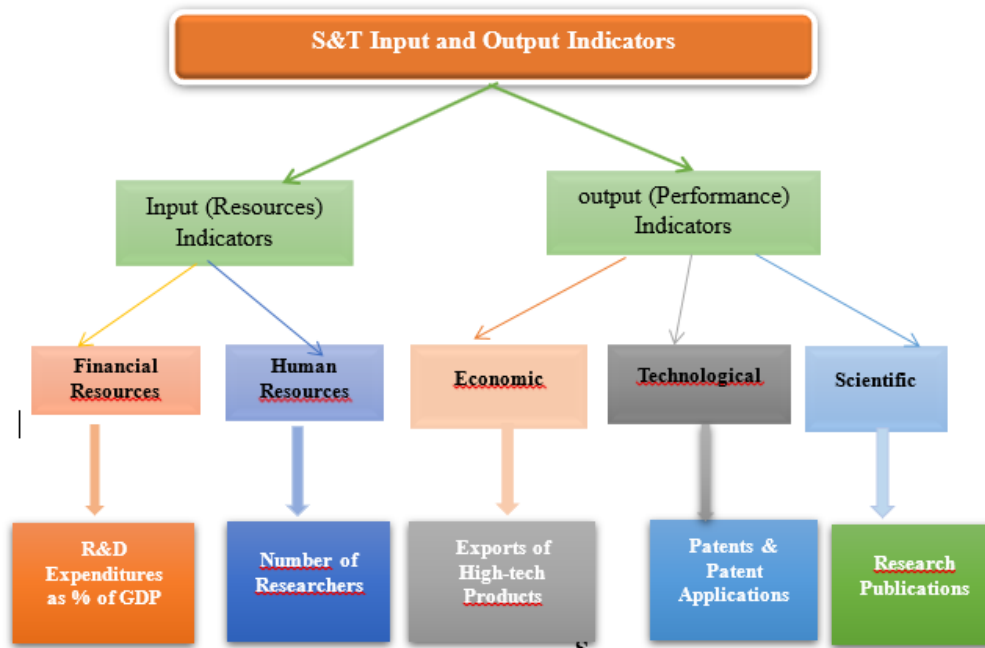 S&T Input and Output Indicators
Input (Resources)
Indicators
output (Performance)
Indicators
Financial
Resources
Human
Resources
Economic
Technological
Scientific
R&D
Expenditures
as % of GDP
Number of
Researchers
Exports of
High-tech
Products
Patents &
Patent
Applications
Research
Publications